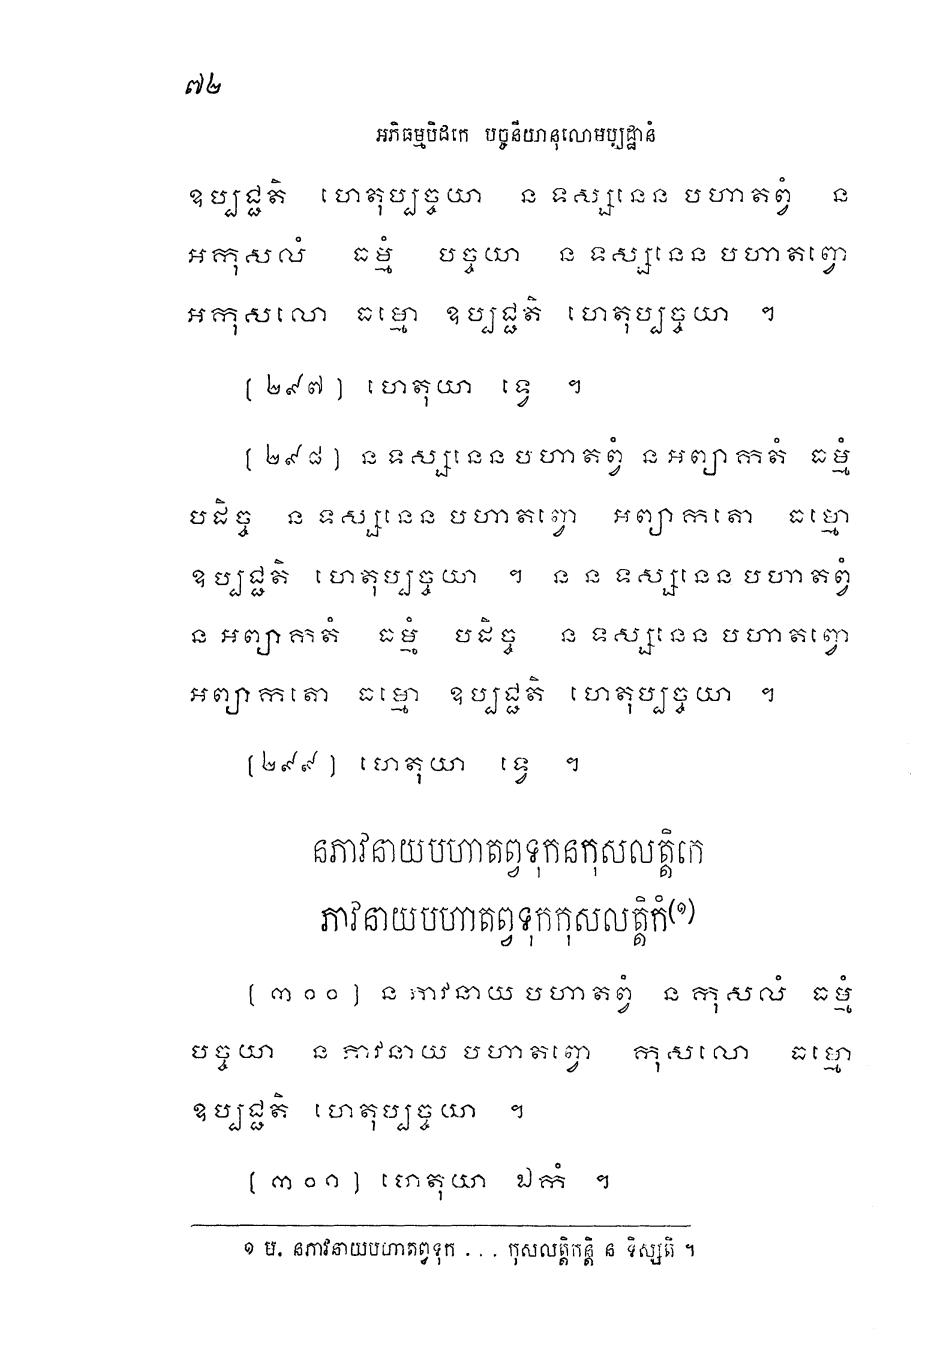 ៧២
អភិធម្មបិដកេ បច្ចនីយានុលោមប្បដ្ឋានំ
ឧប្បជ្ជតិ ហេតុប្បច្ចយា ន ទស្សនេន បហាតព្វំ ន
អកុសលំ ធម្មំ បច្ចយា ន ទស្សនេន បហាតព្វោ
អកុសលោ ធម្មោ ឧប្បជ្ជតិ ហេតុប្បច្ចយា ។
[ ២៩៧ ] ហេតុយា ទ្វេ ។
[ ២៩៨ ] ន ទស្សនេន បហាតព្វំ ន អព្យាកតំ ធម្មំ
បដិច្ច ន ទស្សនេន បហាតព្វោ អព្យាកតោ ធម្មោ
ឧប្បជ្ជតិ ហេតុប្បច្ចយា ។ ន ន ទស្សនេន បហាតព្វំ
ន អព្យាកតំ ធម្មំ បដិច្ច ន ទស្សនេន បហាតព្វោ
អព្យាកតោ ធម្មោ ឧប្បជ្ជតិ ហេតុប្បច្ចយា ។
[២៩៩ ] ហេតុយា ទ្វេ ។
នភាវនាយបហាតព្វទុកនកុសលត្តិកេ
ភាវនាយបហាតព្វទុកកុសលត្តិកំ(១)
[ ៣០០ ] ន ភាវនាយ បហាតព្វំ ន កុសលំ ធម្មំ
បច្ចយា ន ភាវនាយ បហាតព្វោ កុសលោ ធម្មោ
ឧប្បជ្ជតិ ហេតុប្បច្ចយា ។
[ ៣០១ ] ហេតុយា ឯកំ ។
១ ម. នភាវនាយបហាតព្វទុក . . . កុសលត្តិកន្តិ ន ទិស្សតិ ។